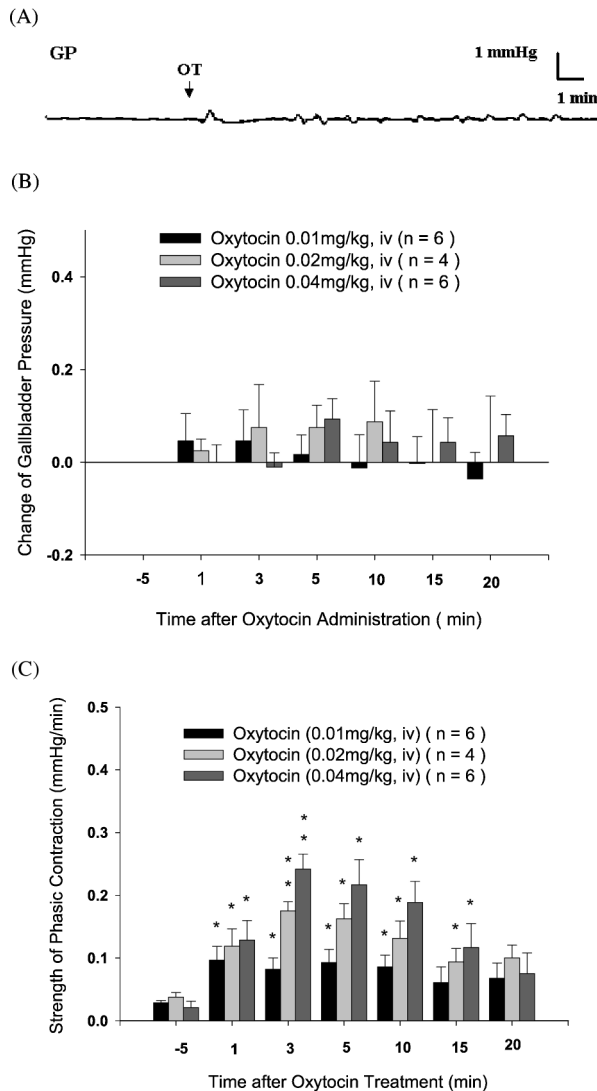 (A)
GP
OT
1 mmHg
1 min
(B)
Change of Gallbladder Pressure (mmHg)
0.4
0.2
0.0
-0.2
Oxytocin 0.01mg/kg, iv (n = 6 )
Oxytocin 0.02mg/kg, iv ( n = 4 )
Oxytocin 0.04mg/kg, iv ( n = 6 )
-5 1 3 5 10 15 20
Time after Oxytocin Administration ( min)
(C)
Strength of Phasic Contraction (mmHg/min)
0.5
0.4
0.3
0.2
0.1
0.0
Oxytocin (0.01mg/kg, iv) ( n = 6 )
Oxytocin (0.02mg/kg, iv) ( n = 4 )
Oxytocin (0.04mg/kg, iv) ( n = 6 )
* * * * * * * * * * * * * * * *
-5 1 3 5 10 15 20
Time after Oxytocin Treatment (min)